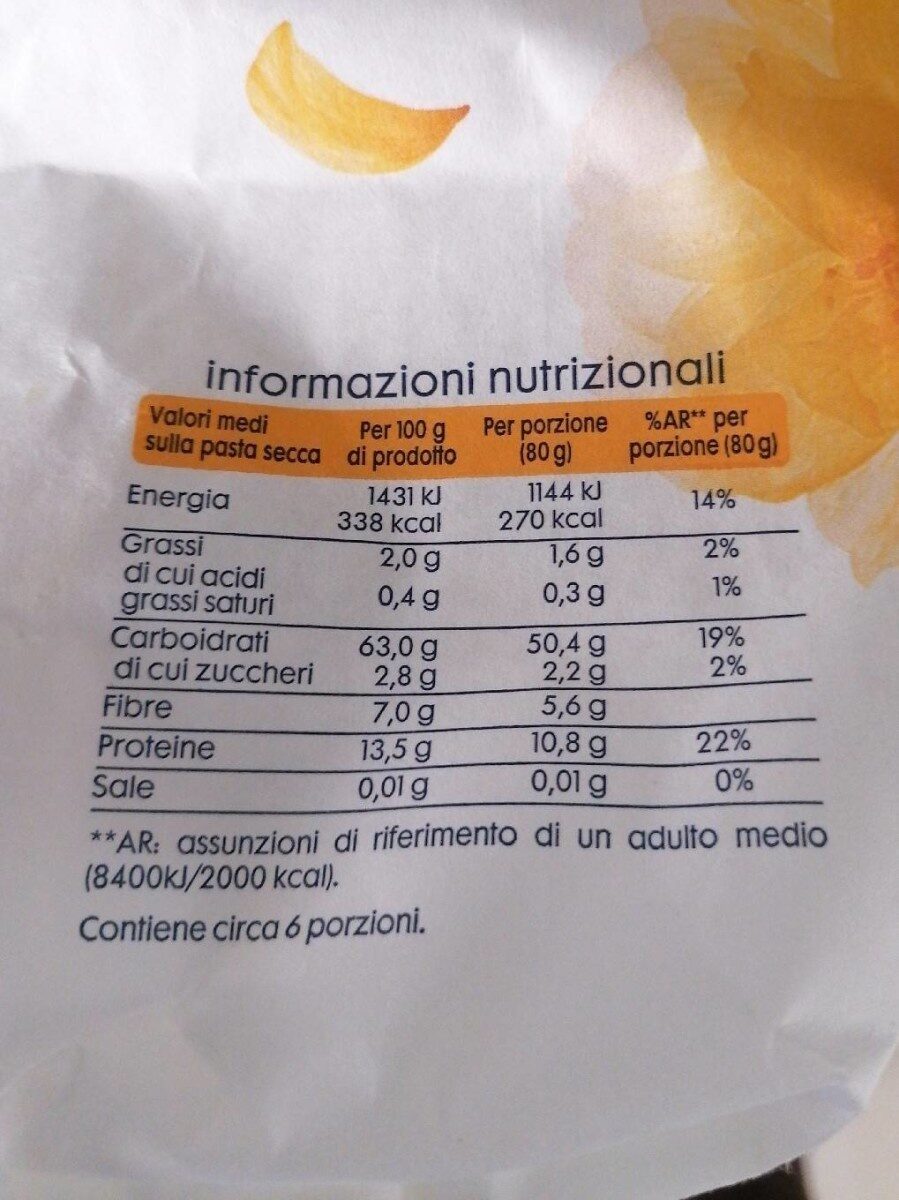 informazioni nutrizionali
Valori medi sulla pasta secca Per 100 g di prodotto Per porzione (80 g) %AR** per porzione (80 g)
Energia 1431 kJ 1144 kJ 14%
338 kcal 270 kcal
Grassi 2,0 g 1,6 g 2%
di cui acidi
grassi saturi 0,4 g 0,3 g 1%
Carboidrati 63,0 g 50,4 g 19%
di cui zuccheri 2,8 g 2,2 g 2%
Fibre 7,0 g 5,6 g
Proteine 13,5 g 10,8 g 22%
Sale 0,01 g 0,01 g 0%
**AR: assunzioni di riferimento di un adulto medio
(8400kJ/2000 kcal).
Contiene circa 6 porzioni.